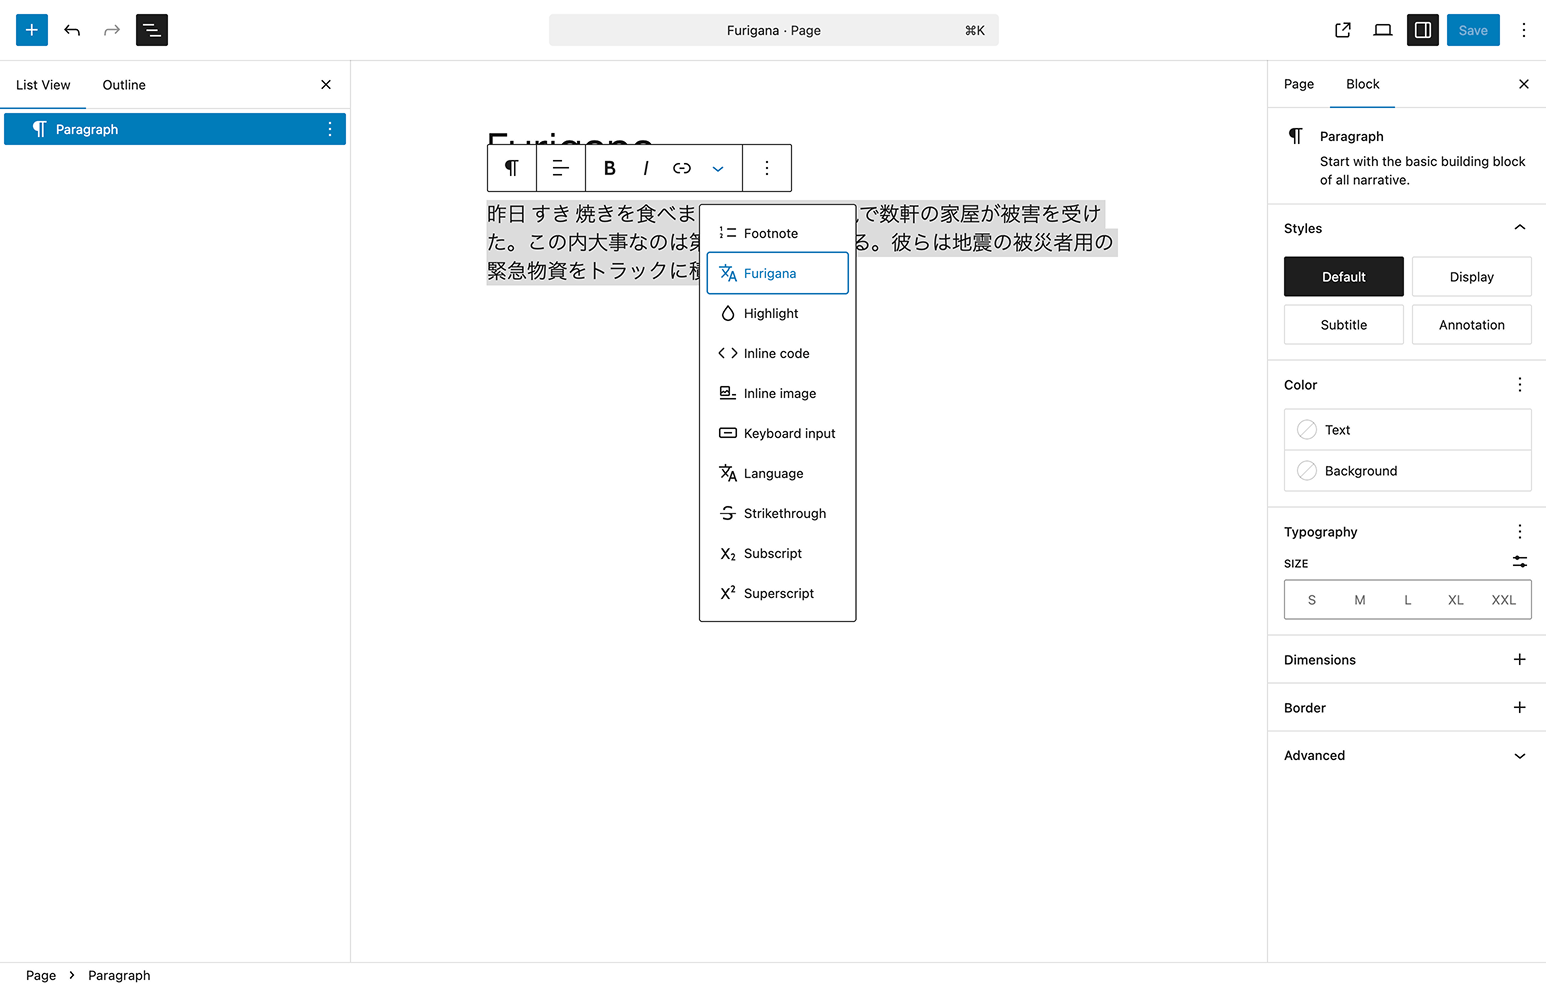 Furigana · Page ⌘K
Save
List View Outline
Paragraph
Furigana
B I
昨日 すき 焼きを食べま で数軒の家屋が被害を受け
た。この内大事なのは る。彼らは地震の被災者用の
緊急物資をトラックに
Footnote
Furigana
Highlight
Inline code
Inline image
Keyboard input
Language
Strikethrough
Subscript
Superscript
Page Block
Paragraph
Start with the basic building block
of all narrative.
Styles
Default Display
Subtitle Annotation
Color
Text
Background
Typography
SIZE
S M L XL XXL
Dimensions
Border
Advanced
Page Paragraph